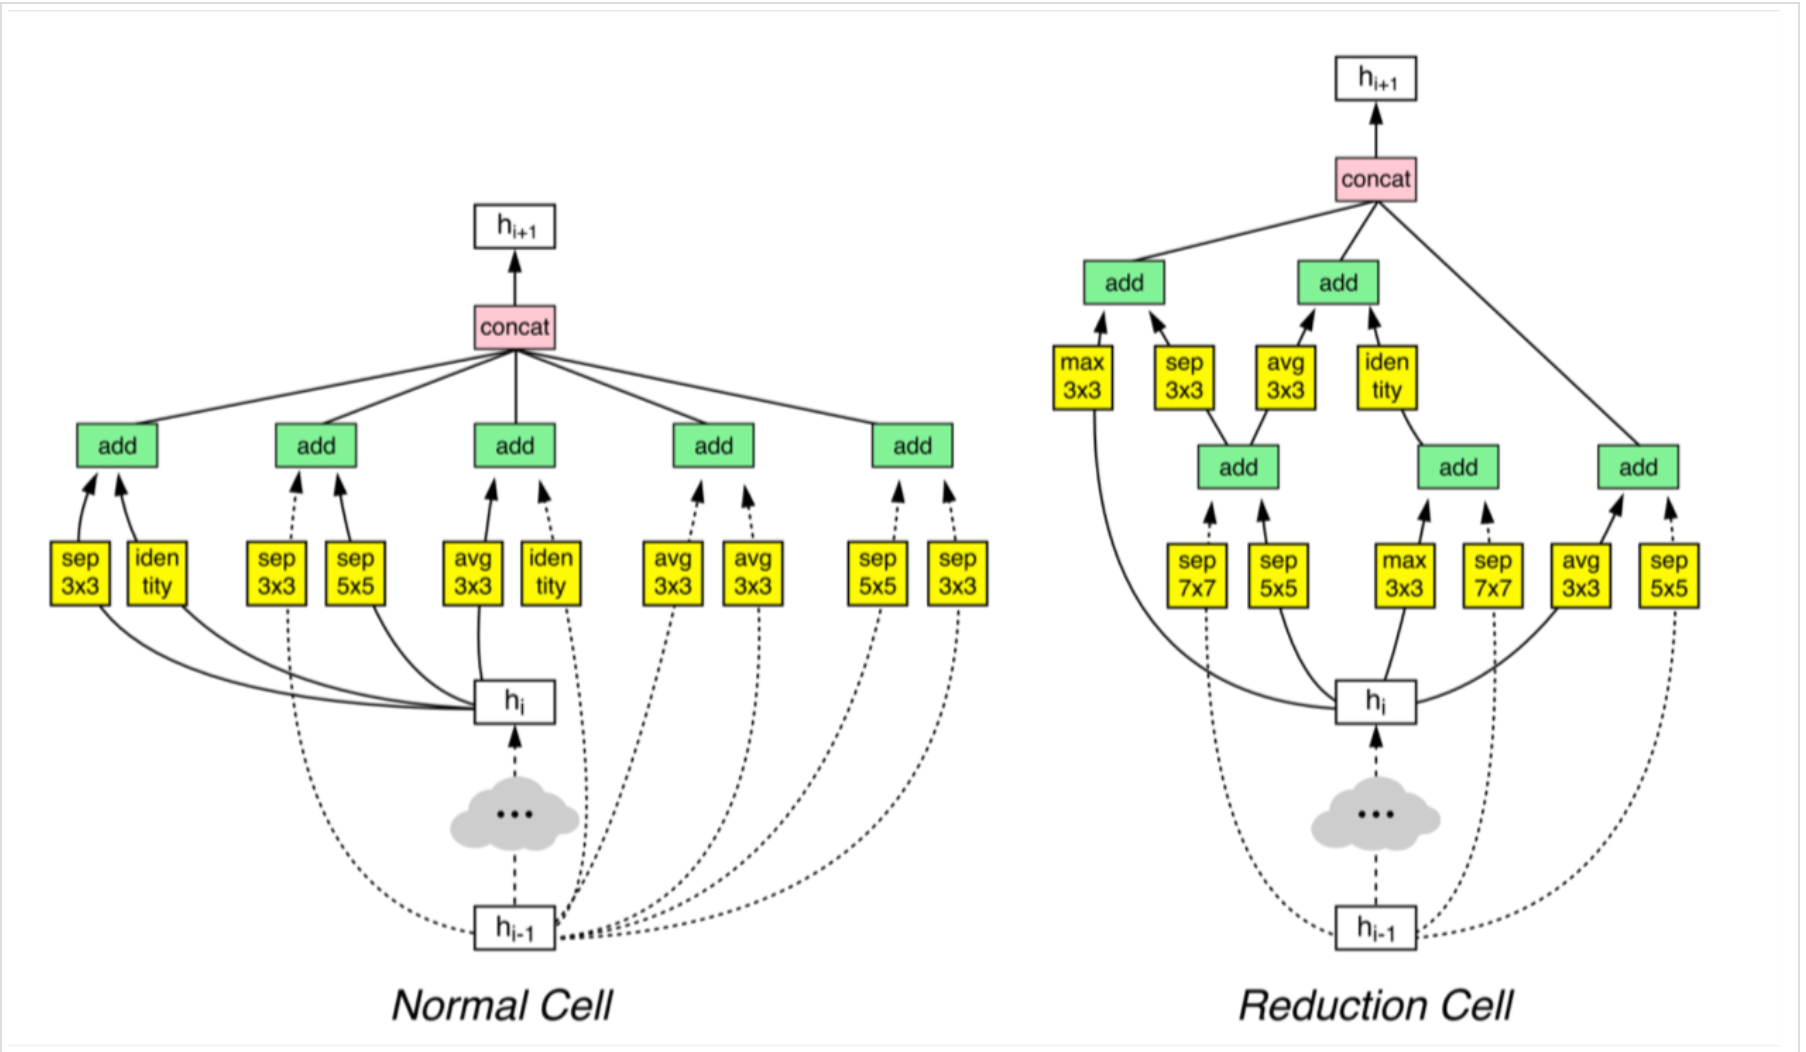 h_{i+1}
concat
add add add add add
sep 3x3
iden tity
sep 3x3
sep 5x5
avg 3x3
iden tity
avg 3x3
avg 3x3
sep 5x5
sep 3x3
h_i
...
h_{i-1}
Normal Cell
h_{i+1}
concat
add add
max 3x3
sep 3x3
avg 3x3
iden tity
add add add
sep 7x7
sep 5x5
max 3x3
sep 7x7
avg 3x3
sep 5x5
h_i
...
h_{i-1}
Reduction Cell